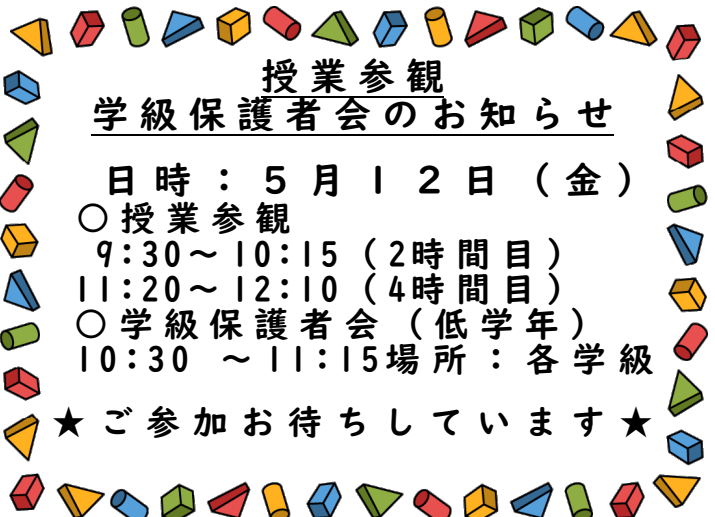 授業参観
学級保護者会のお知らせ
日時：５月１２日（金）
○授業参観
9:30～10:15（2時間目）
11:20～12:10（4時間目）
○学級保護者会（低学年）
10:30 ～11:15場所：各学級
★ご参加お待ちしています★